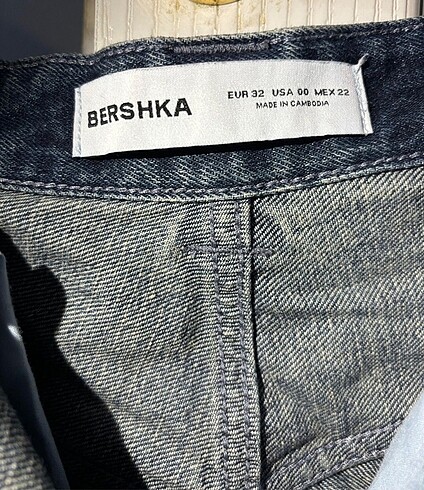 BERSHKA
EUR 32 USA 00 MEX 22
MADE IN CAMBODIA